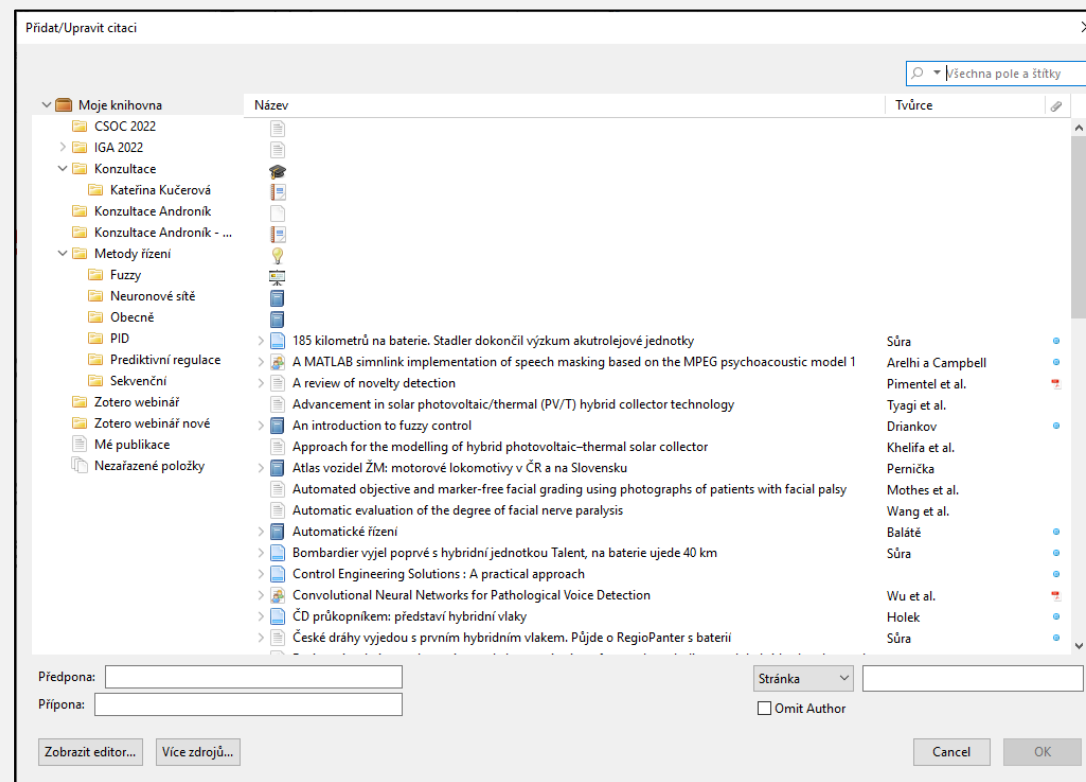 Přidat/Upravit citaci
Všechna pole a štítky
Moje knihovna
CSOC 2022
IGA 2022
Konzultace
Kateřina Kučerová
Konzultace Androník
Konzultace Androník - ...
Metody řízení
Fuzzy
Neuronové sítě
Obecně
PID
Prediktivní regulace
Sekvenční
Zotero webinář
Zotero webinář nové
Mé publikace
Nezařazené položky
Název Tvůrce
185 kilometrů na baterie. Stadler dokončil výzkum akutrolejové jednotky Sůra
A MATLAB simnlink implementation of speech masking based on the MPEG psychoacoustic model 1 Arelhi a Campbell
A review of novelty detection Pimentel et al.
Advancement in solar photovoltaic/thermal (PV/T) hybrid collector technology Tyagi et al.
An introduction to fuzzy control Driankov
Approach for the modelling of hybrid photovoltaic–thermal solar collector Khelifa et al.
Atlas vozidel ŽM: motorové lokomotivy v ČR a na Slovensku Pernička
Automated objective and marker-free facial grading using photographs of patients with facial palsy Mothes et al.
Automatic evaluation of the degree of facial nerve paralysis Wang et al.
Automatické řízení Balátě
Bombardier vyjel poprvé s hybridní jednotkou Talent, na baterie ujede 40 km Sůra
Control Engineering Solutions : A practical approach
Convolutional Neural Networks for Pathological Voice Detection Wu et al.
ČD průkopníkem: představí hybridní vlaky Holek
České dráhy vyjedou s prvním hybridním vlakem. Půjde o RegioPanter s baterií Sůra
Předpona:
Stránka
Přípona:
Omit Author
Zobrazit editor...
Více zdrojů...
Cancel
OK